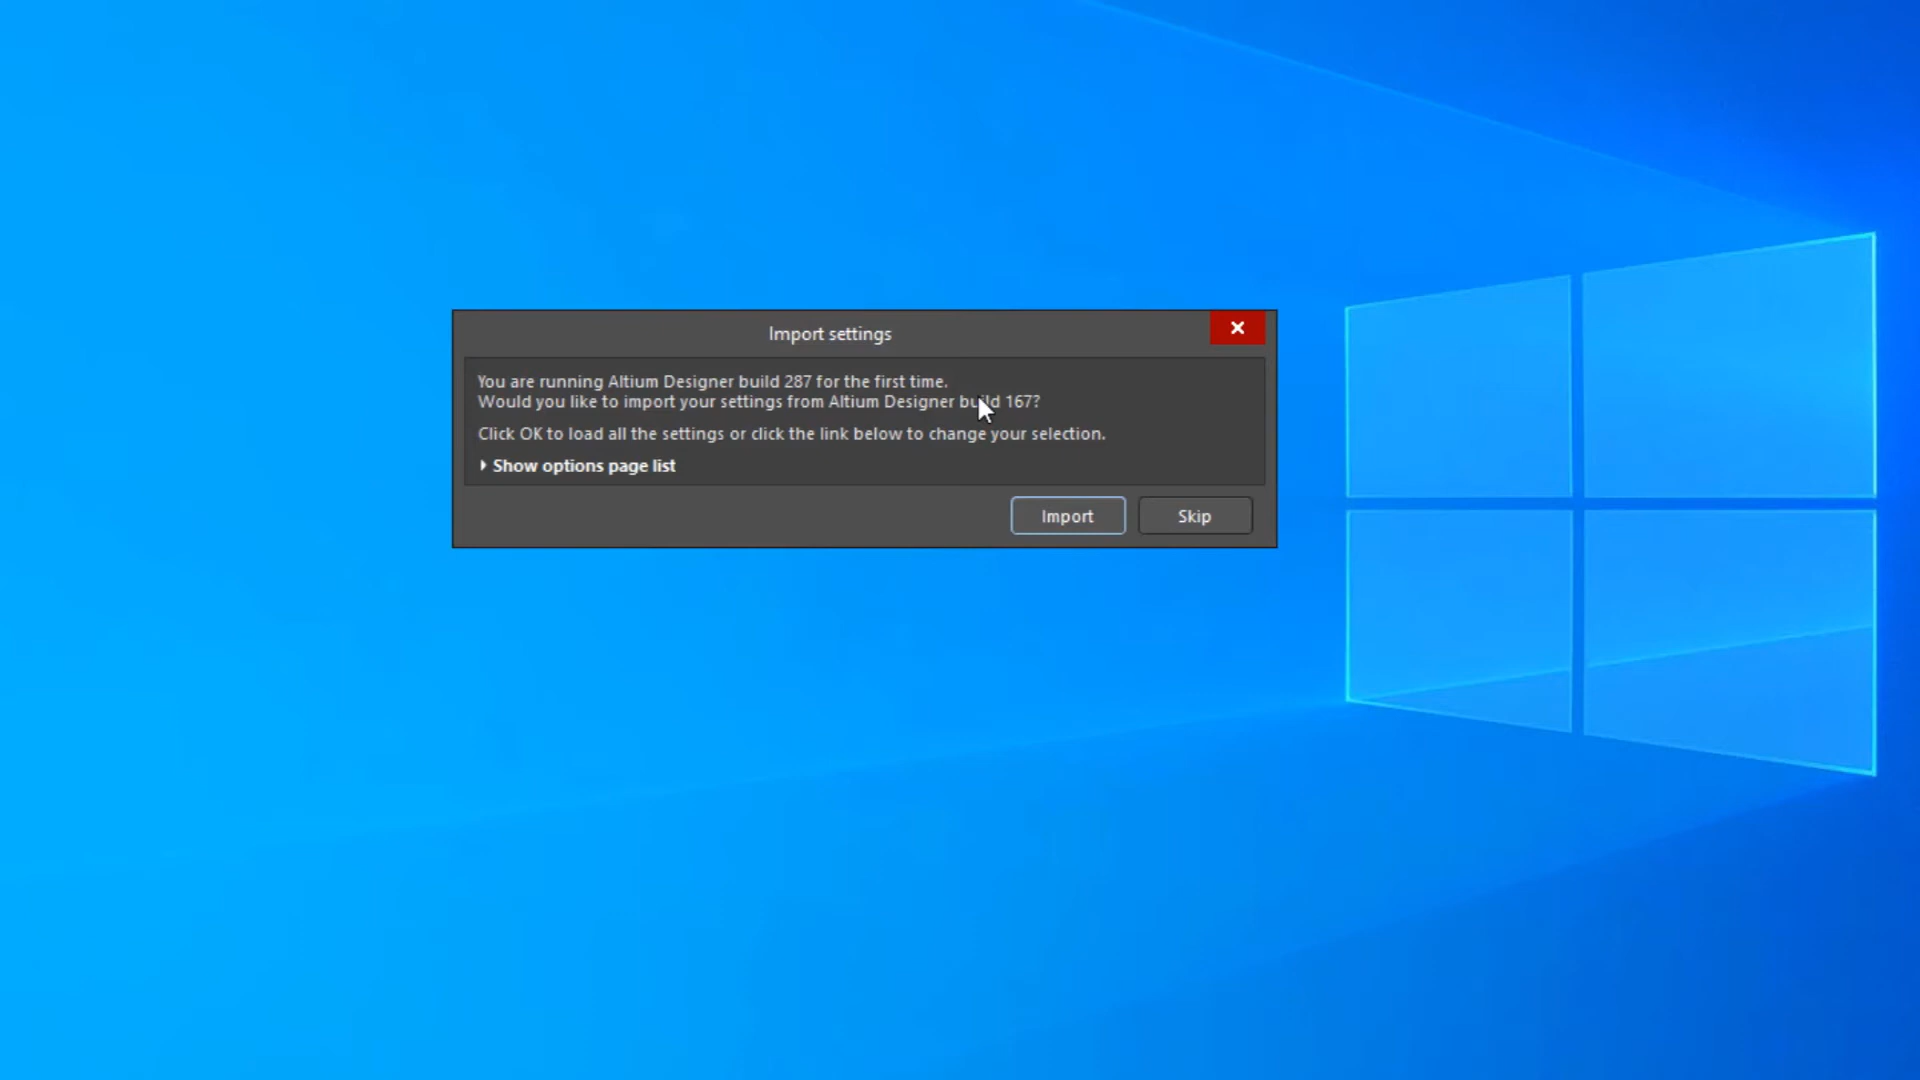 Import settings
You are running Altium Designer build 287 for the first time.
Would you like to import your settings from Altium Designer build 167?
Click OK to load all the settings or click the link below to change your selection.
Show options page list
Import
Skip